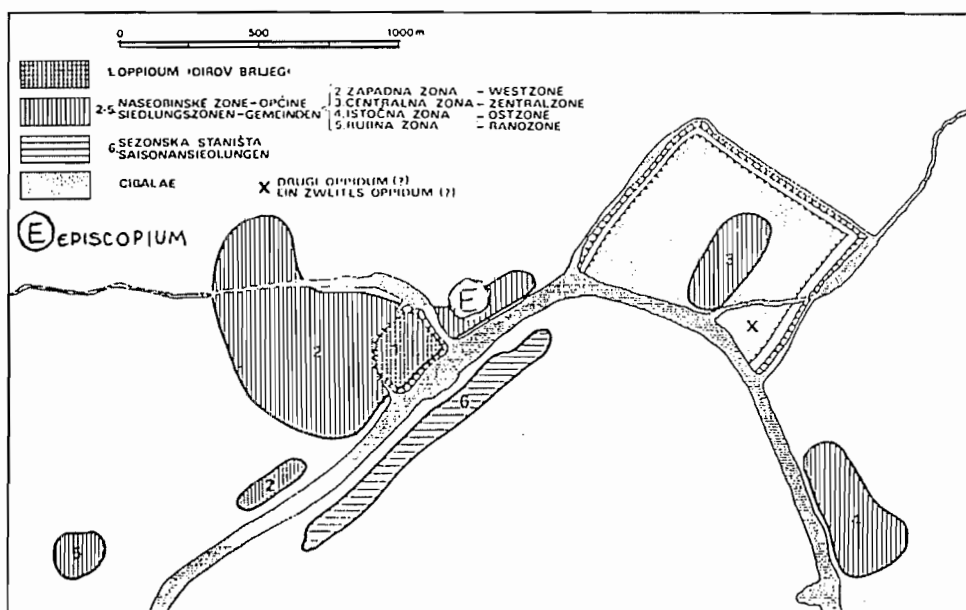 0 500 1000 m
1. OPPIDUM (DIROV BRIJEG)
2-5. NASEOBINSKE ZONE-OPĆINE
SIEDLUNGSZONEN-GEMEINDEN
2. ZAPADNA ZONA – WESTZONE
3. CENTRALNA ZONA – ZENTRALZONE
4. ISTOČNA ZONA – OSTZONE
5. RUBNA ZONA – RANDZONE
6. SEZONSKA STANIŠTA
SAISONANSIEDLUNGEN
CIBALAE
X DRUGI OPPIDUM (?)
EIN ZWEITES OPPIDUM (?)
E EPISCOPIUM
3
E
X
2
1
6
2
4
5